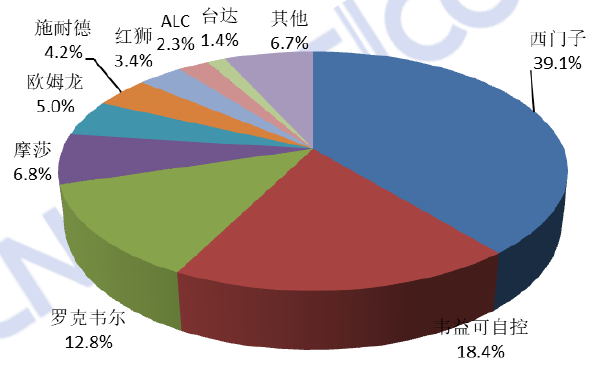 西门子
39.1%
韦益可自控
18.4%
罗克韦尔
12.8%
摩莎
6.8%
欧姆龙
5.0%
施耐德
4.2%
红狮
3.4%
ALC
2.3%
台达
1.4%
其他
6.7%